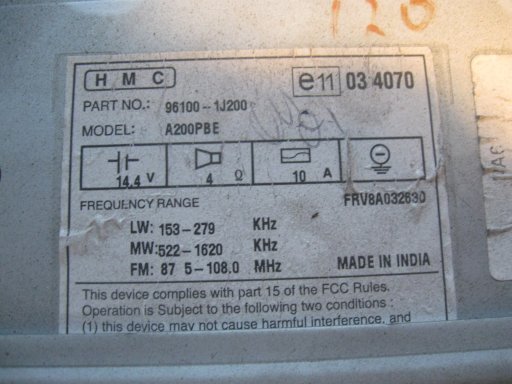 120
HMC e11 03 4070
PART NO.: 96100-1J200
MODEL: A200PBE
14.4 V 4 Ω 10 A
FREQUENCY RANGE FRV8A032630
LW: 153-279 KHz
MW: 522-1620 KHz
FM: 87 5-108.0 MHz MADE IN INDIA
This device complies with part 15 of the FCC Rules.
Operation is Subject to the following two conditions :
(1) this device may not cause harmful interference, and